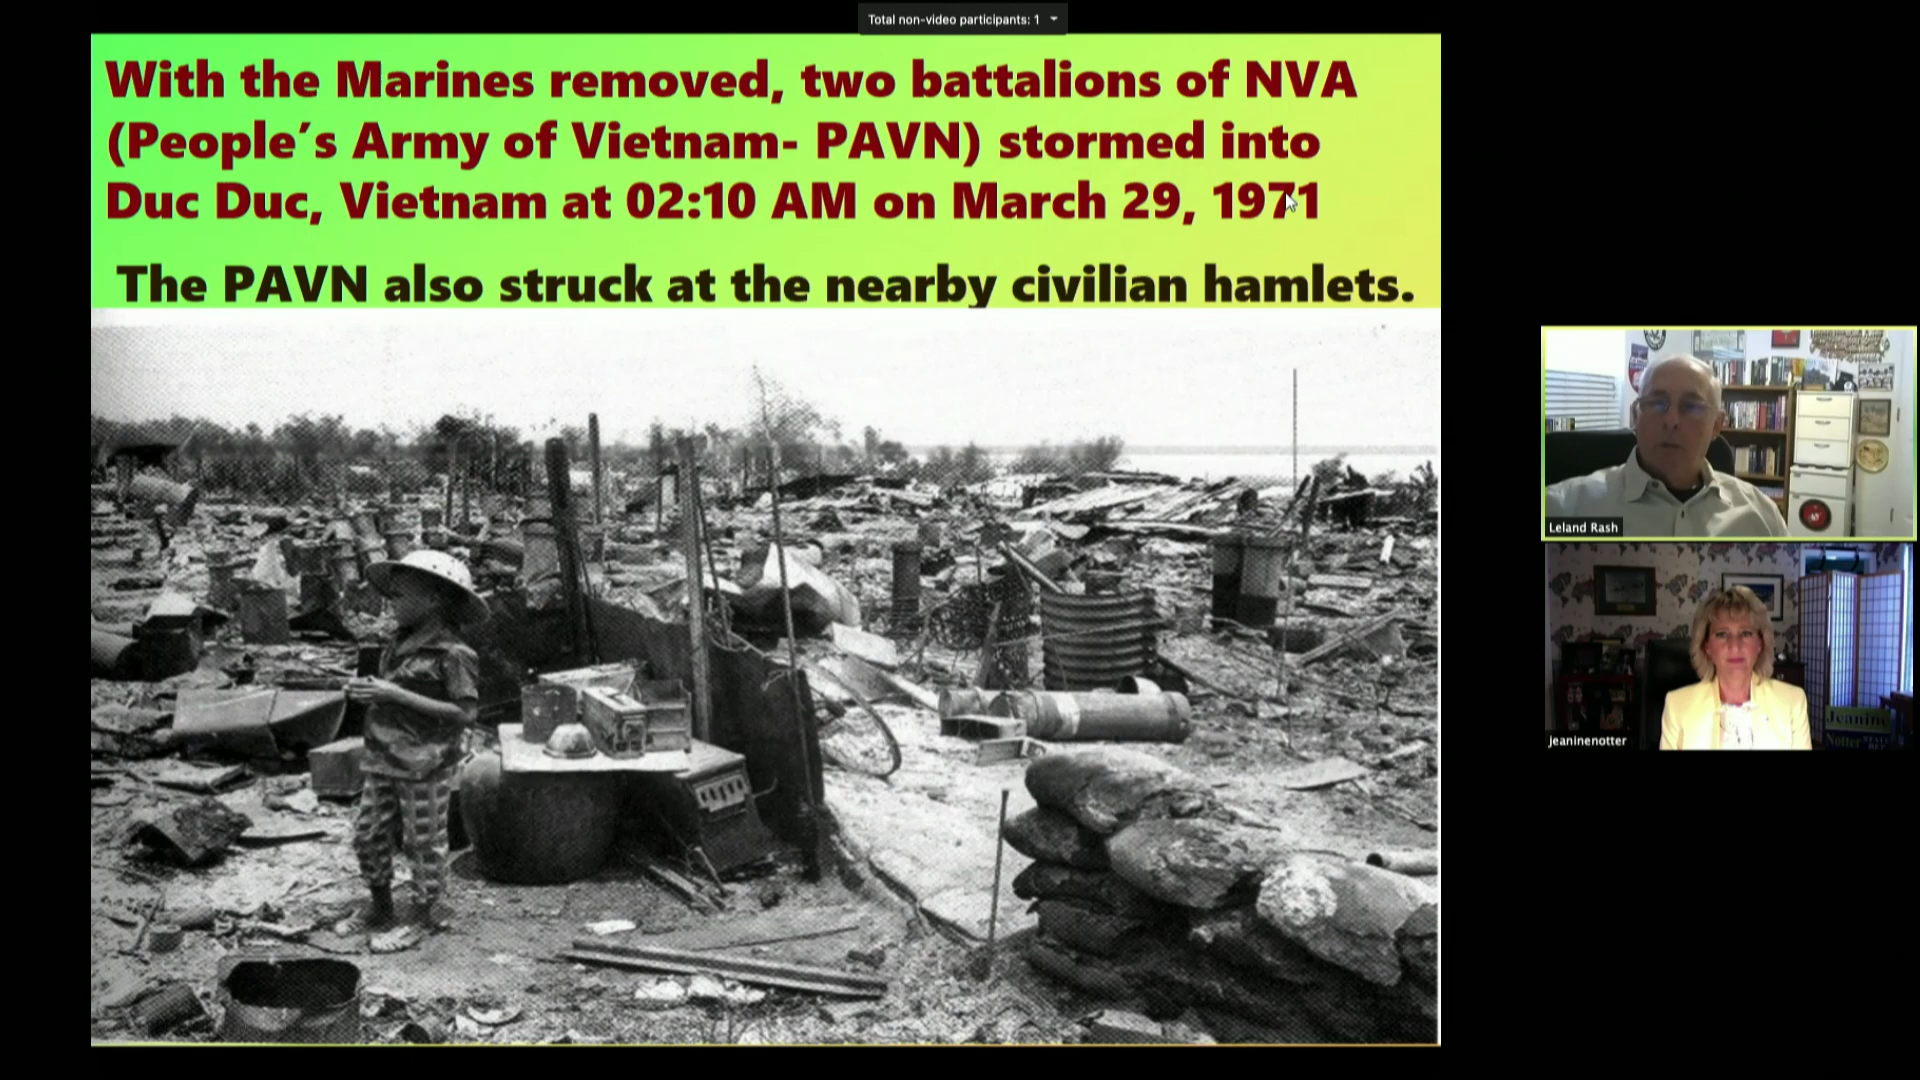 Total non-video participants: 1
With the Marines removed, two battalions of NVA
(People's Army of Vietnam- PAVN) stormed into
Duc Duc, Vietnam at 02:10 AM on March 29, 1971
The PAVN also struck at the nearby civilian hamlets.
Leland Rash
jeaninenotter
Jeanine
Notter